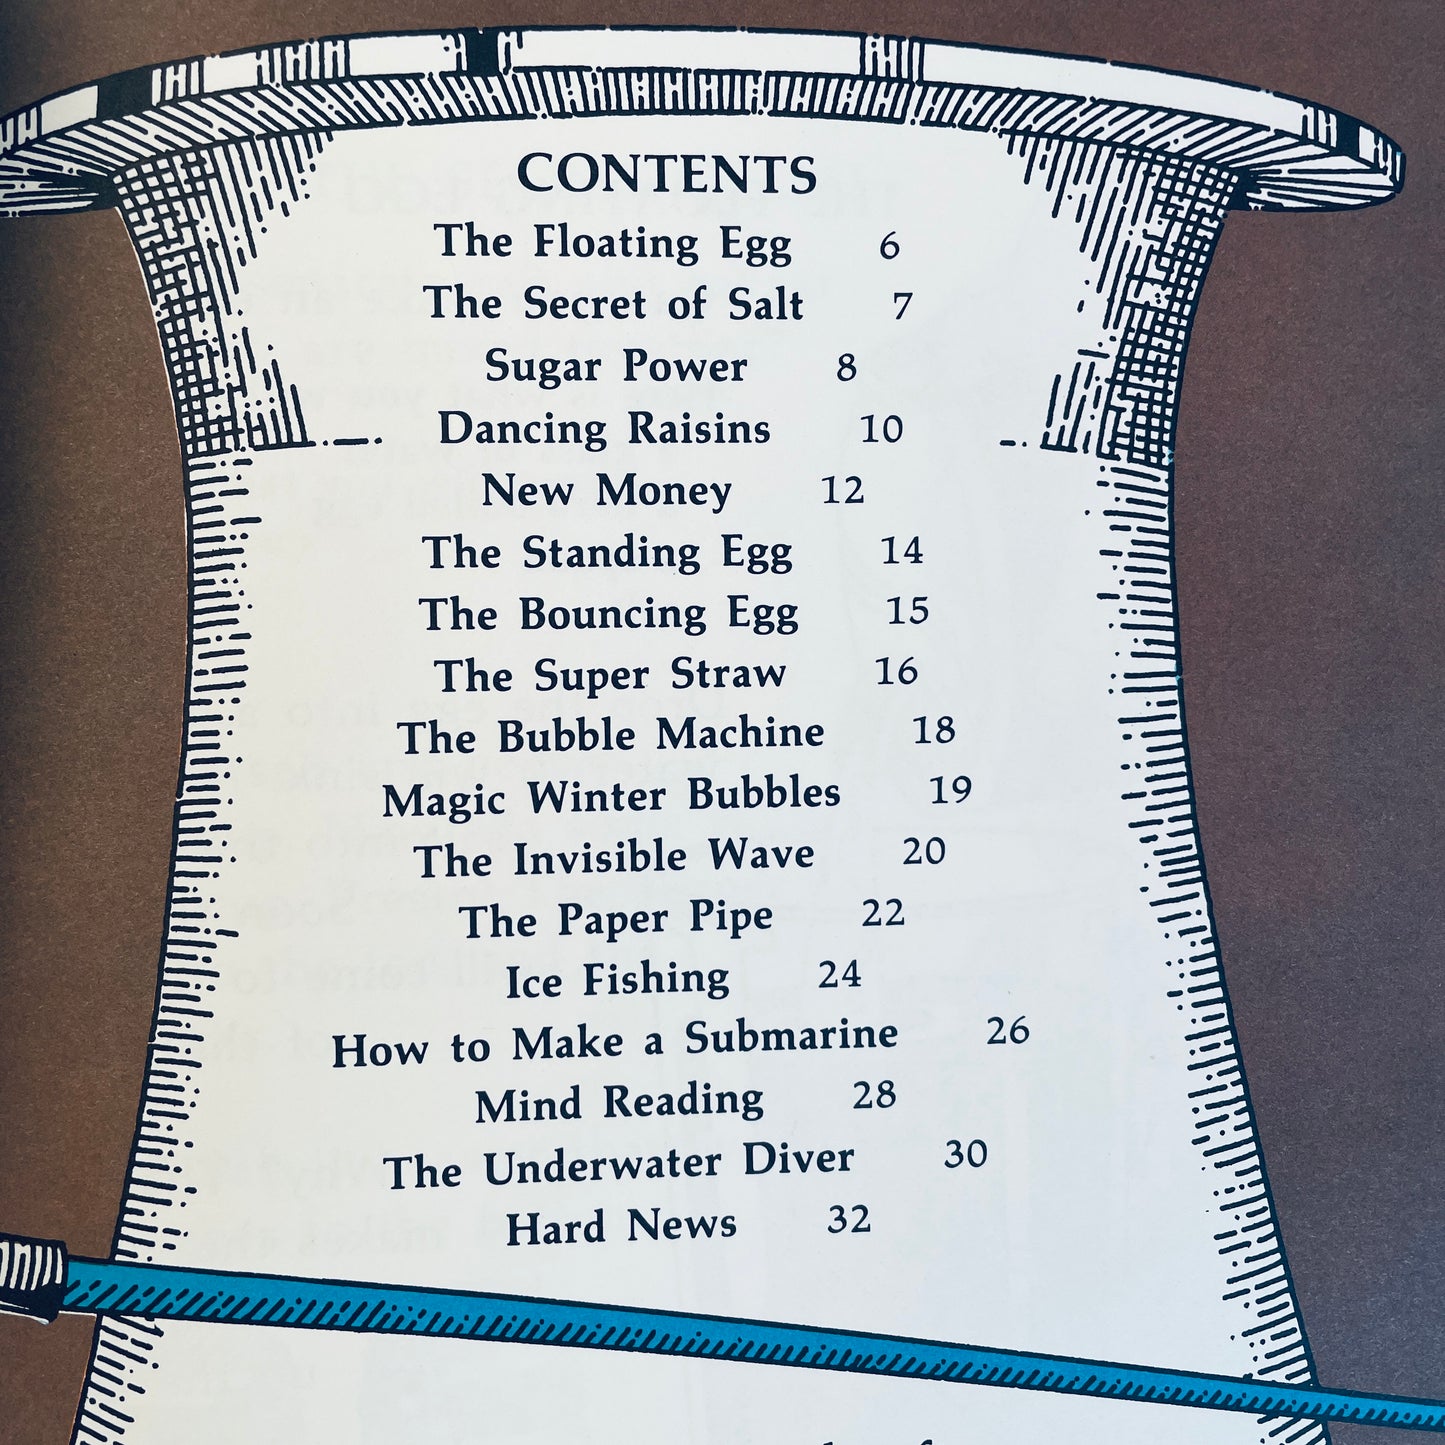 CONTENTS
The Floating Egg 6
The Secret of Salt 7
Sugar Power 8
Dancing Raisins 10
New Money 12
The Standing Egg 14
The Bouncing Egg 15
The Super Straw 16
The Bubble Machine 18
Magic Winter Bubbles 19
The Invisible Wave 20
The Paper Pipe 22
Ice Fishing 24
How to Make a Submarine 26
Mind Reading 28
The Underwater Diver 30
Hard News 32